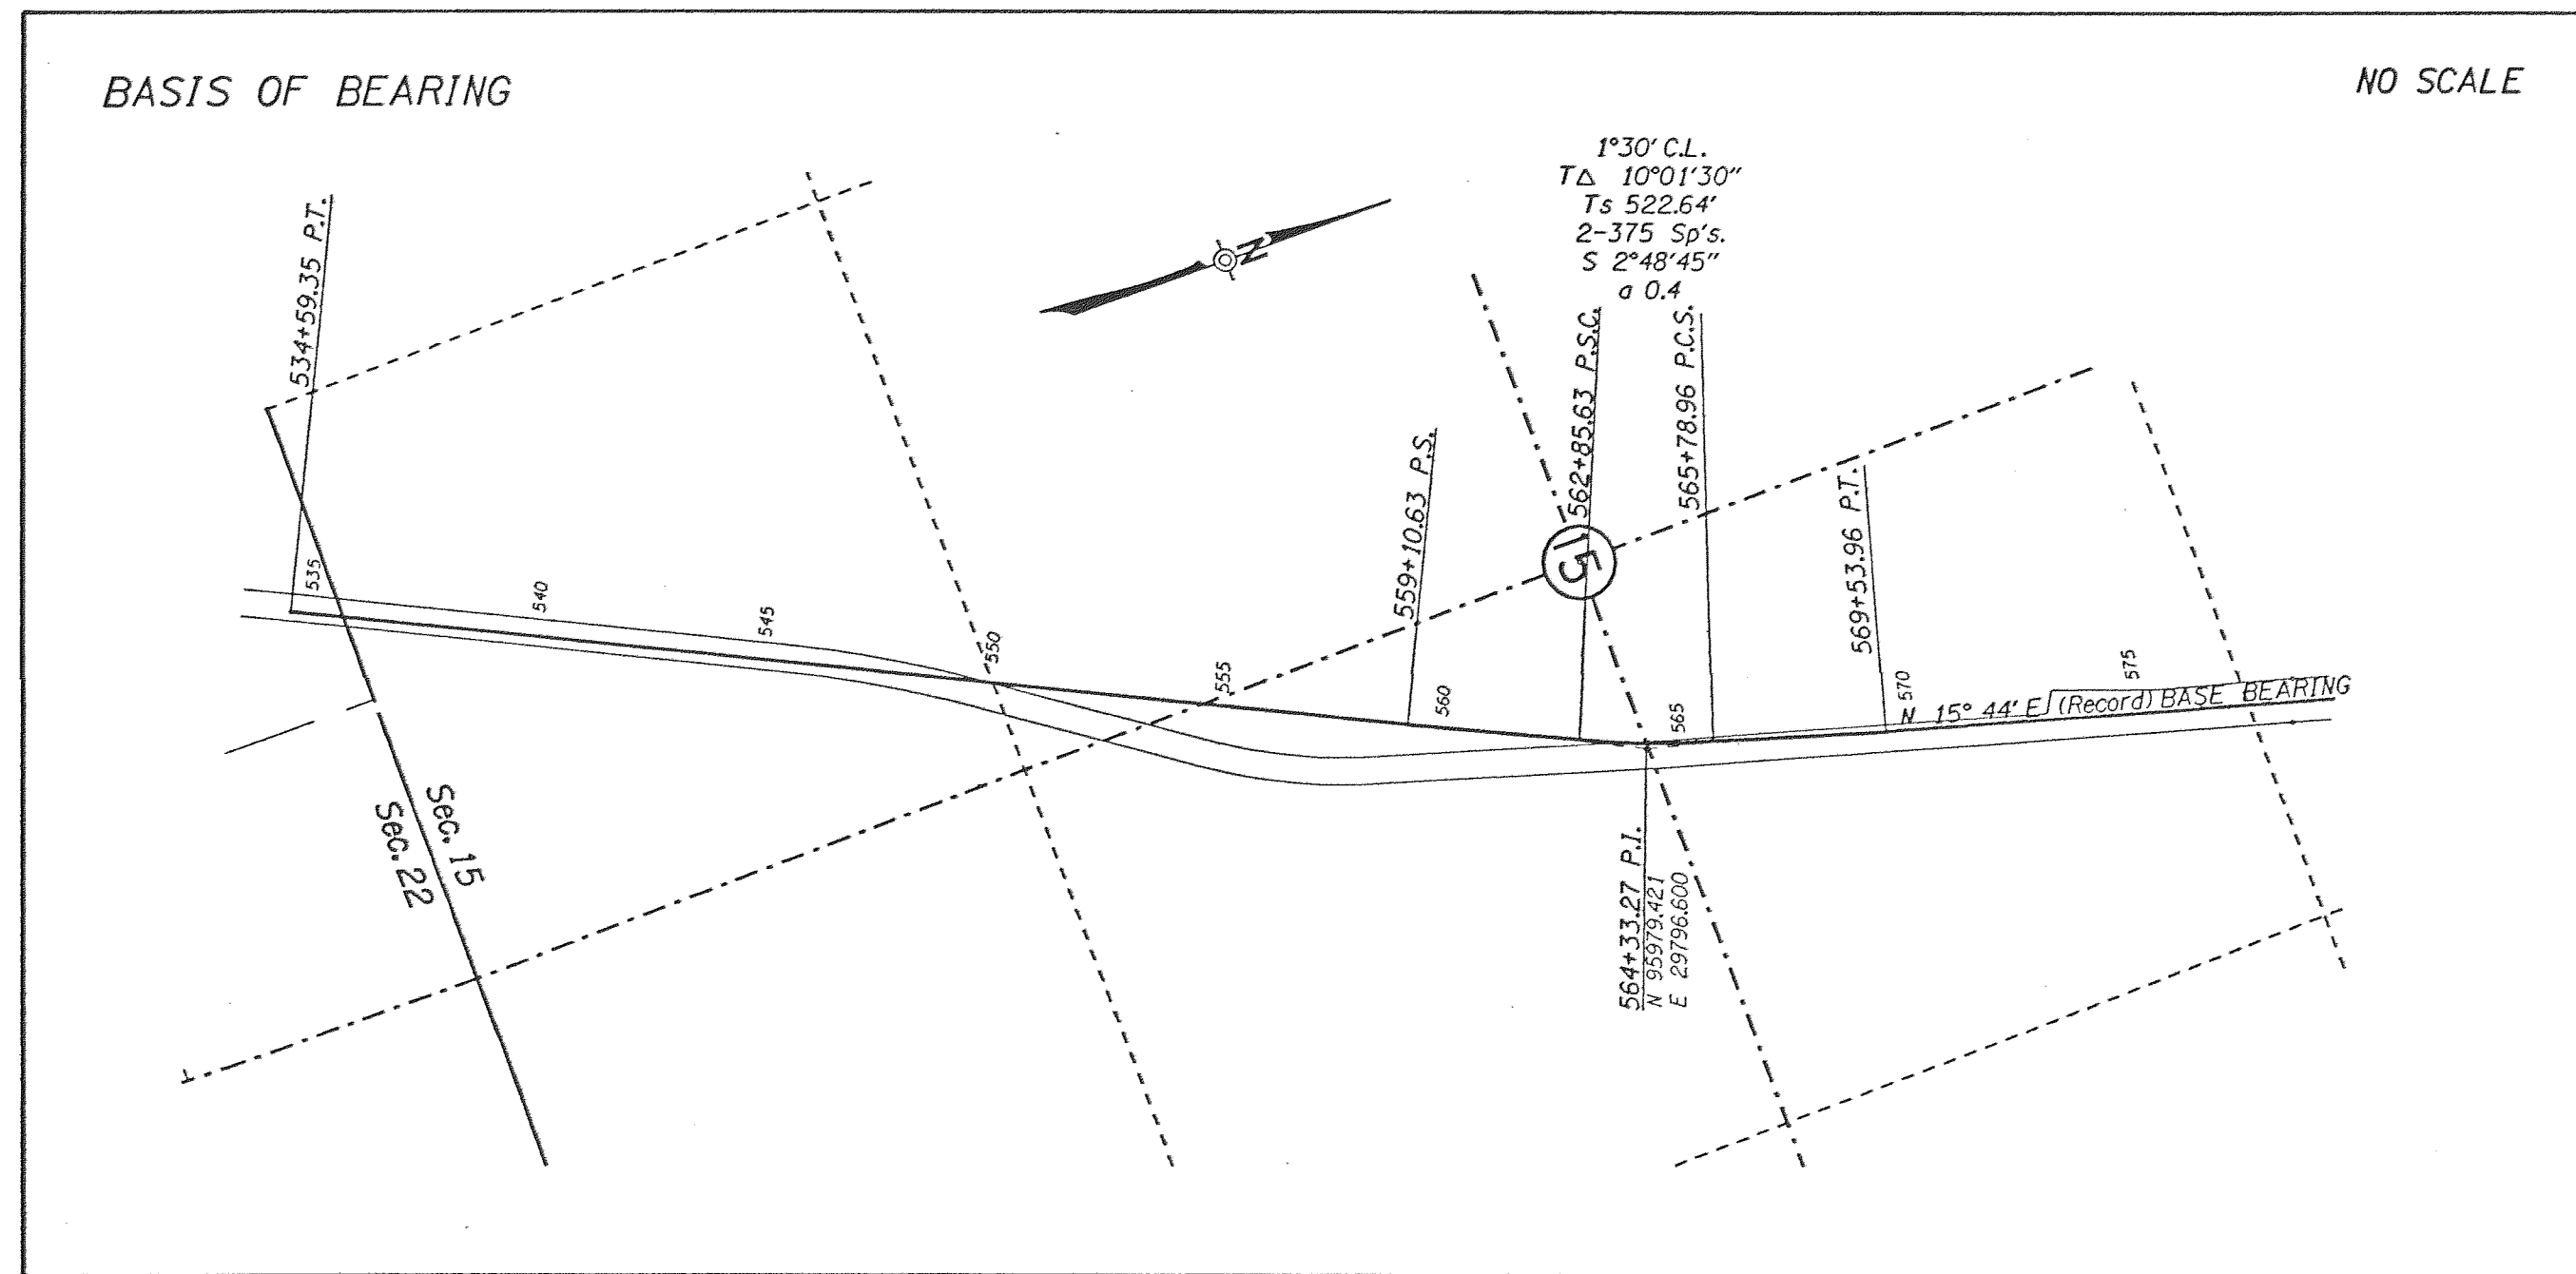 BASIS OF BEARING
NO SCALE
1°30' C.L.
T△ 10°01'30"
Ts 522.64'
2-375 Sp's.
S 2°48'45"
a 0.4
N
534+59.35 P.T.
559+10.63 P.S.
562+85.63 P.S.C.
565+78.96 P.C.S.
569+53.96 P.T.
15
535
540
545
550
555
560
565
570
575
N 15° 44' E (Record) BASE BEARING
564+33.27 P.I.
N 95979.421
E 29796.600
Sec. 15
Sec. 22